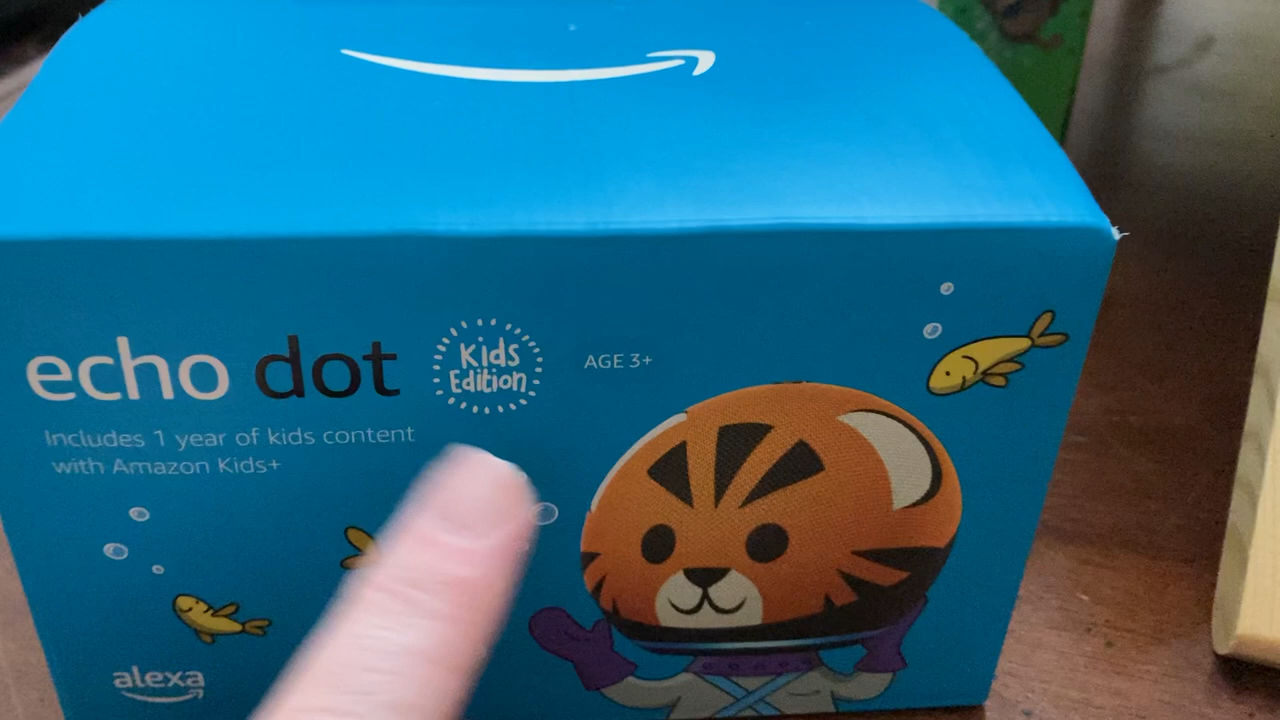 echo dot
Kids
Edition
AGE 3+
Includes 1 year of kids content
with Amazon Kids+
alexa